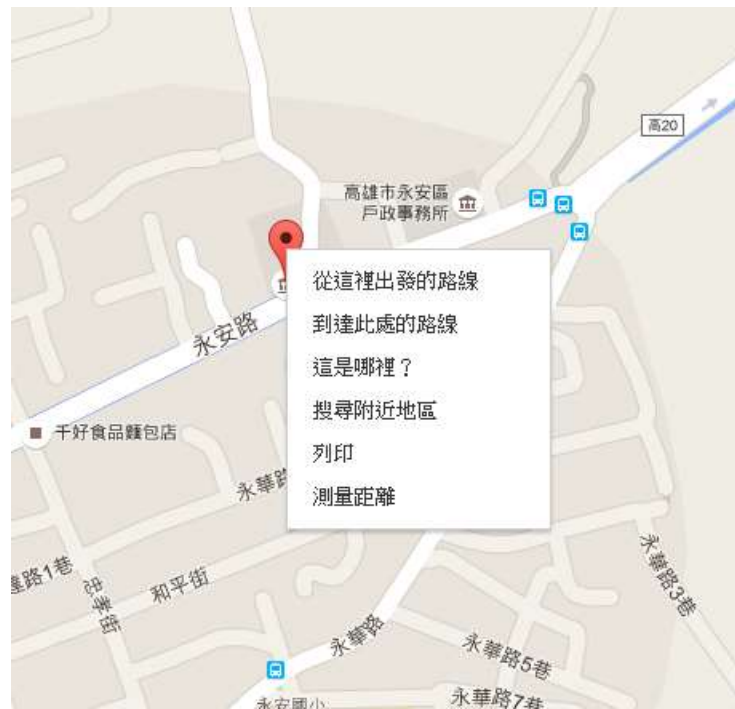 高20
高雄市永安區
戶政事務所
從這裡出發的路線
到達此處的路線
這是哪裡？
搜尋附近地區
列印
測量距離
永安路
千好食品麵包店
永華路
路1巷
忠孝街
和平街
永華路3巷
永華路
永華路5巷
永安國小
永華路7巷